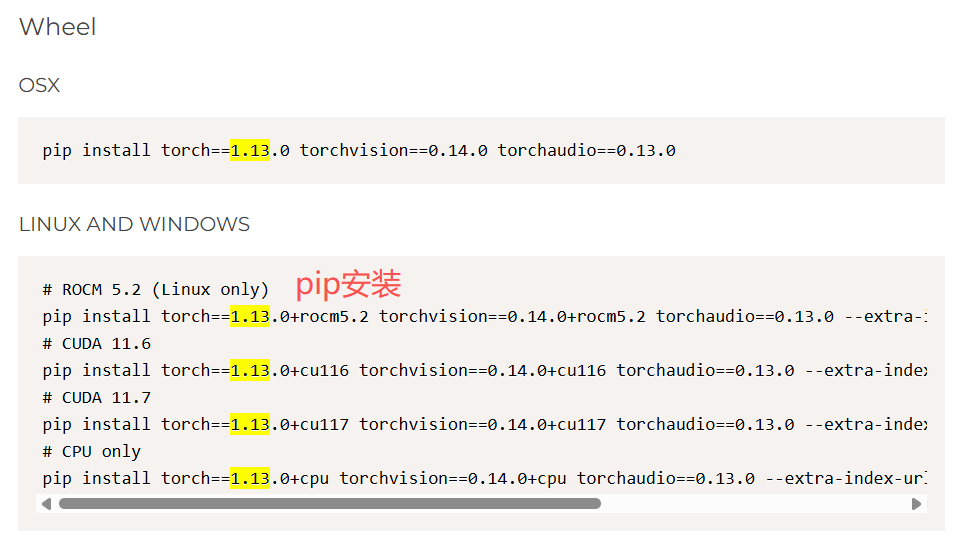 Wheel
OSX
pip install torch==1.13.0 torchvision==0.14.0 torchaudio==0.13.0
LINUX AND WINDOWS
# ROCM 5.2 (Linux only) pip安装
pip install torch==1.13.0+rocm5.2 torchvision==0.14.0+rocm5.2 torchaudio==0.13.0 --extra-i
# CUDA 11.6
pip install torch==1.13.0+cu116 torchvision==0.14.0+cu116 torchaudio==0.13.0 --extra-index
# CUDA 11.7
pip install torch==1.13.0+cu117 torchvision==0.14.0+cu117 torchaudio==0.13.0 --extra-index
# CPU only
pip install torch==1.13.0+cpu torchvision==0.14.0+cpu torchaudio==0.13.0 --extra-index-url